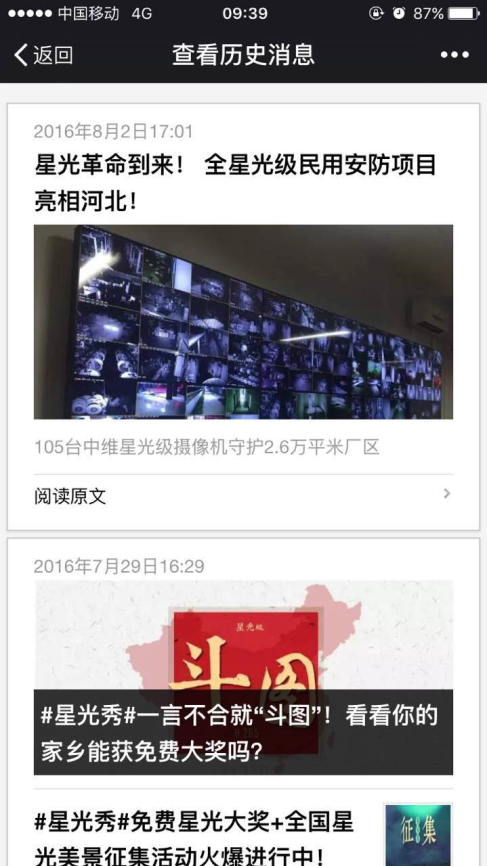 中国移动 4G 09:39 87%
返回 查看历史消息
2016年8月2日17:01
星光革命到来！ 全星光级民用安防项目
亮相河北！
105台中维星光级摄像机守护2.6万平米厂区
阅读原文
2016年7月29日16:29
星光级
斗图
#星光秀#一言不合就“斗图”！看看你的
家乡能获免费大奖吗？
#星光秀#免费星光大奖+全国星
光美景征集活动火爆进行中！
征集